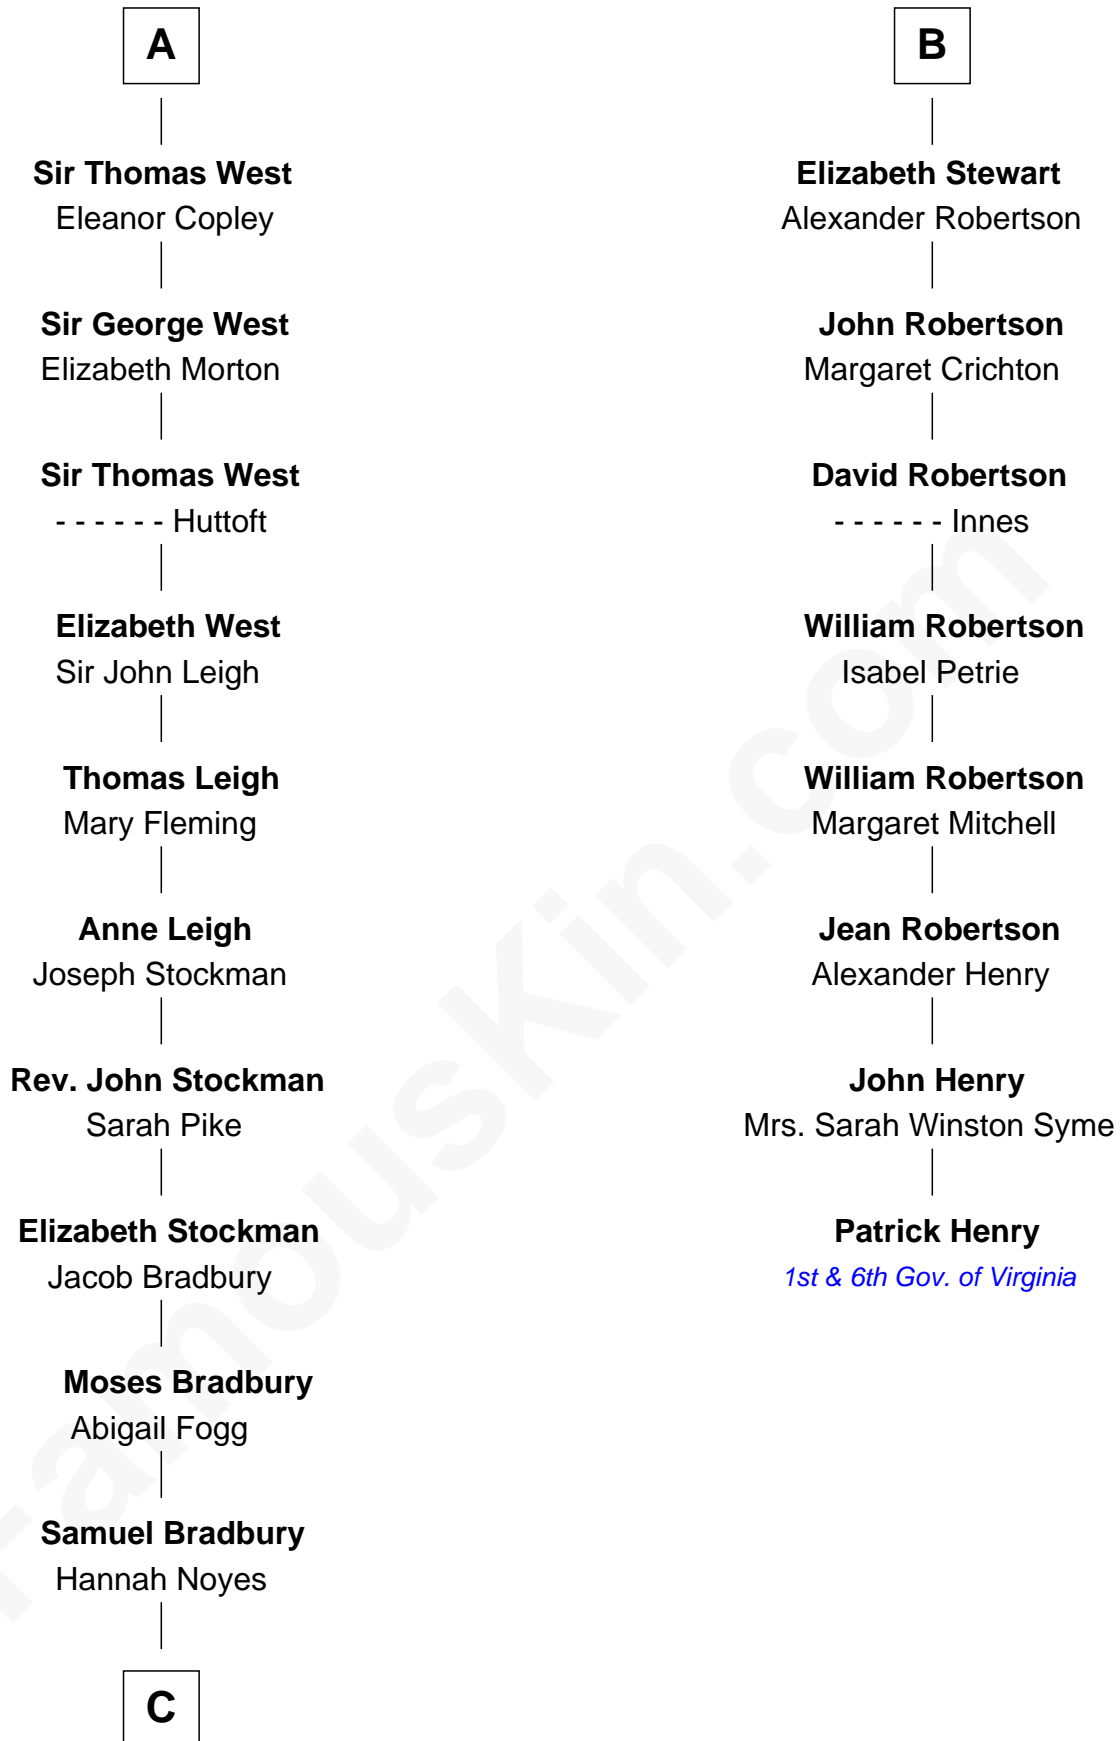 A
Sir Thomas West
Eleanor Copley
Sir George West
Elizabeth Morton
Sir Thomas West
- - - - - - Huttoft
Elizabeth West
Sir John Leigh
Thomas Leigh
Mary Fleming
Anne Leigh
Joseph Stockman
Rev. John Stockman
Sarah Pike
Elizabeth Stockman
Jacob Bradbury
Moses Bradbury
Abigail Fogg
Samuel Bradbury
Hannah Noyes
C
B
Elizabeth Stewart
Alexander Robertson
John Robertson
Margaret Crichton
David Robertson
- - - - - - Innes
William Robertson
Isabel Petrie
William Robertson
Margaret Mitchell
Jean Robertson
Alexander Henry
John Henry
Mrs. Sarah Winston Syme
Patrick Henry
1st & 6th Gov. of Virginia
FamousKin.com